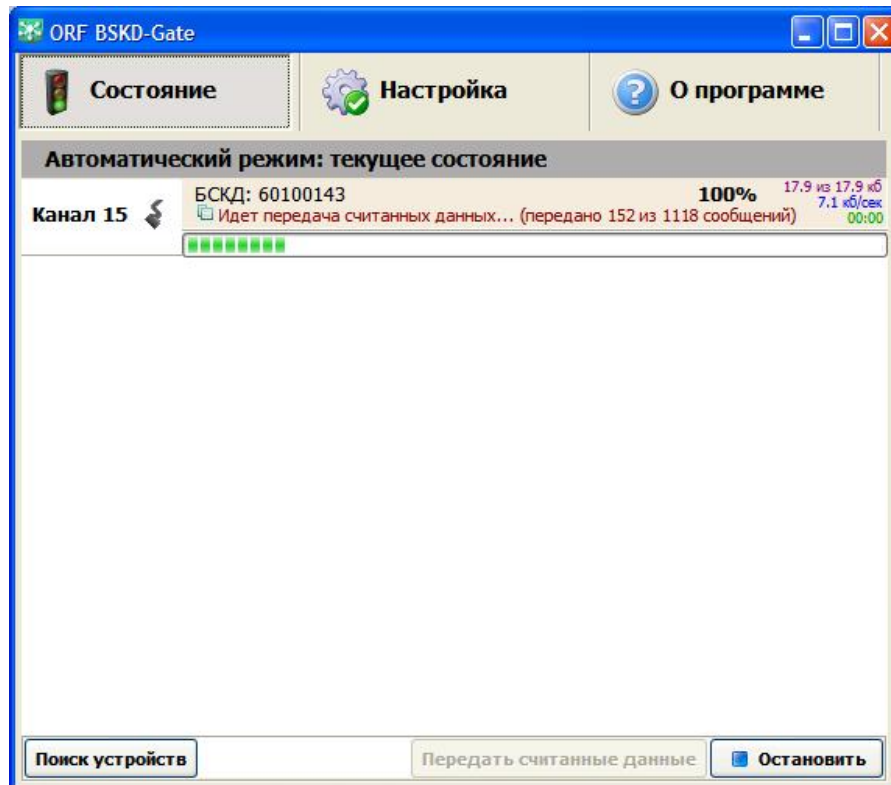 ORF BSKD-Gate
Состояние
Настройка
О программе
Автоматический режим: текущее состояние
Канал 15
БСКД: 60100143
100%
17.9 из 17.9 кб
Идет передача считанных данных... (передано 152 из 1118 сообщений)
7.1 кб/сек
00:00
Поиск устройств
Передать считанные данные
Остановить